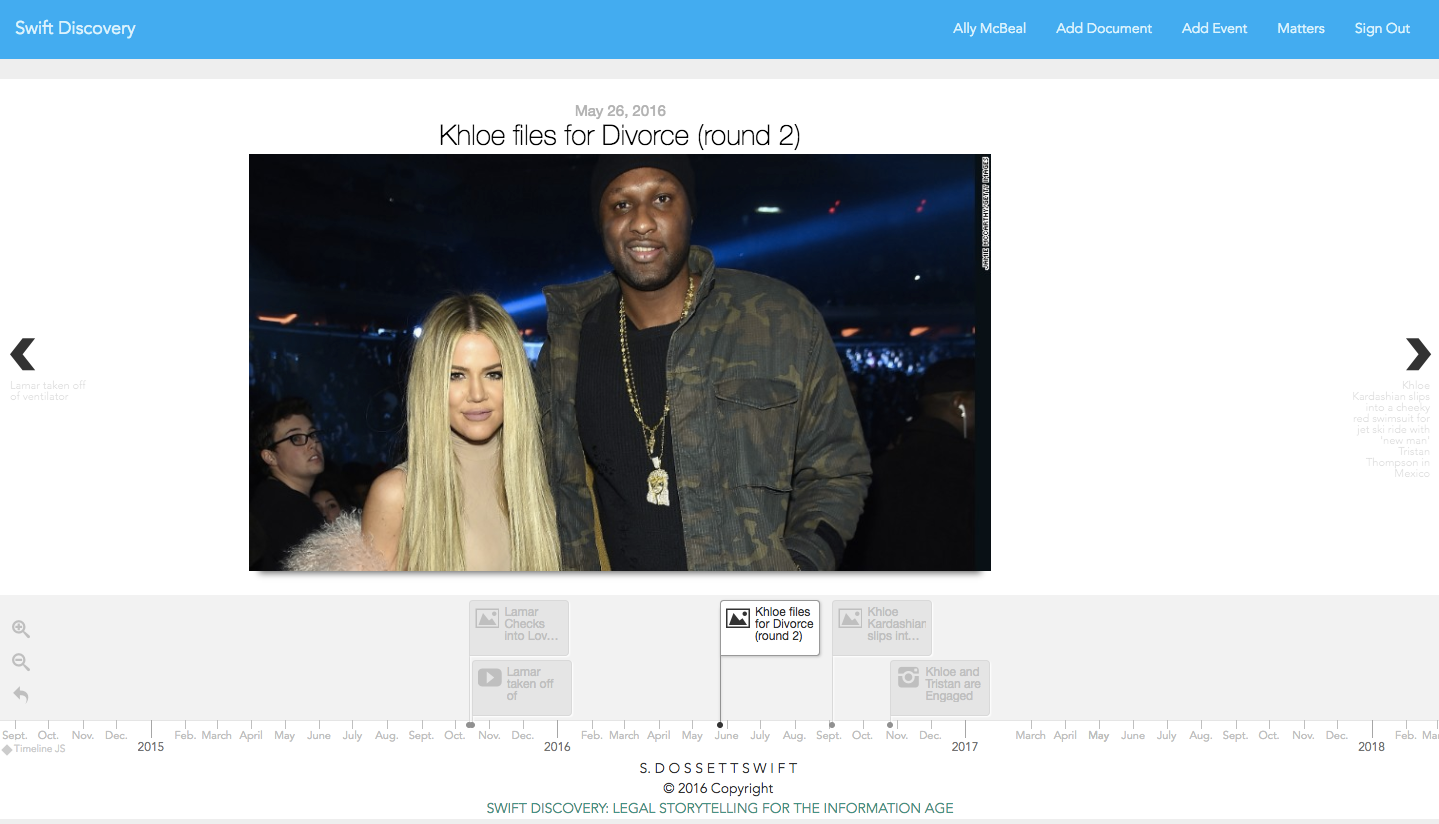 Swift Discovery
Ally McBeal
Add Document
Add Event
Matters
Sign Out
May 26, 2016
Khloe files for Divorce (round 2)
JAMIE MCCARTHY/GETTY IMAGES
Lamar taken off
of ventilator
Khloe
Kardashian slips
into a cheeky
red swimsuit for
jet ski ride with
'new man'
Tristan
Thompson in
Mexico
Lamar
Checks
into Lov...
Lamar
taken off
of
Khloe files
for Divorce
(round 2)
Khloe
Kardashian
slips int...
Khloe and
Tristan are
Engaged
Sept. Oct. Nov. Dec. Feb. March April May June July Aug. Sept. Oct. Nov. Dec. Feb. March April May June July Aug. Sept. Oct. Nov. Dec. March April May June July Aug. Sept. Oct. Nov. Dec. Feb. Mar
2015 2016 2017 2018
Timeline JS
S. D O S S E T T S W I F T
© 2016 Copyright
SWIFT DISCOVERY: LEGAL STORYTELLING FOR THE INFORMATION AGE